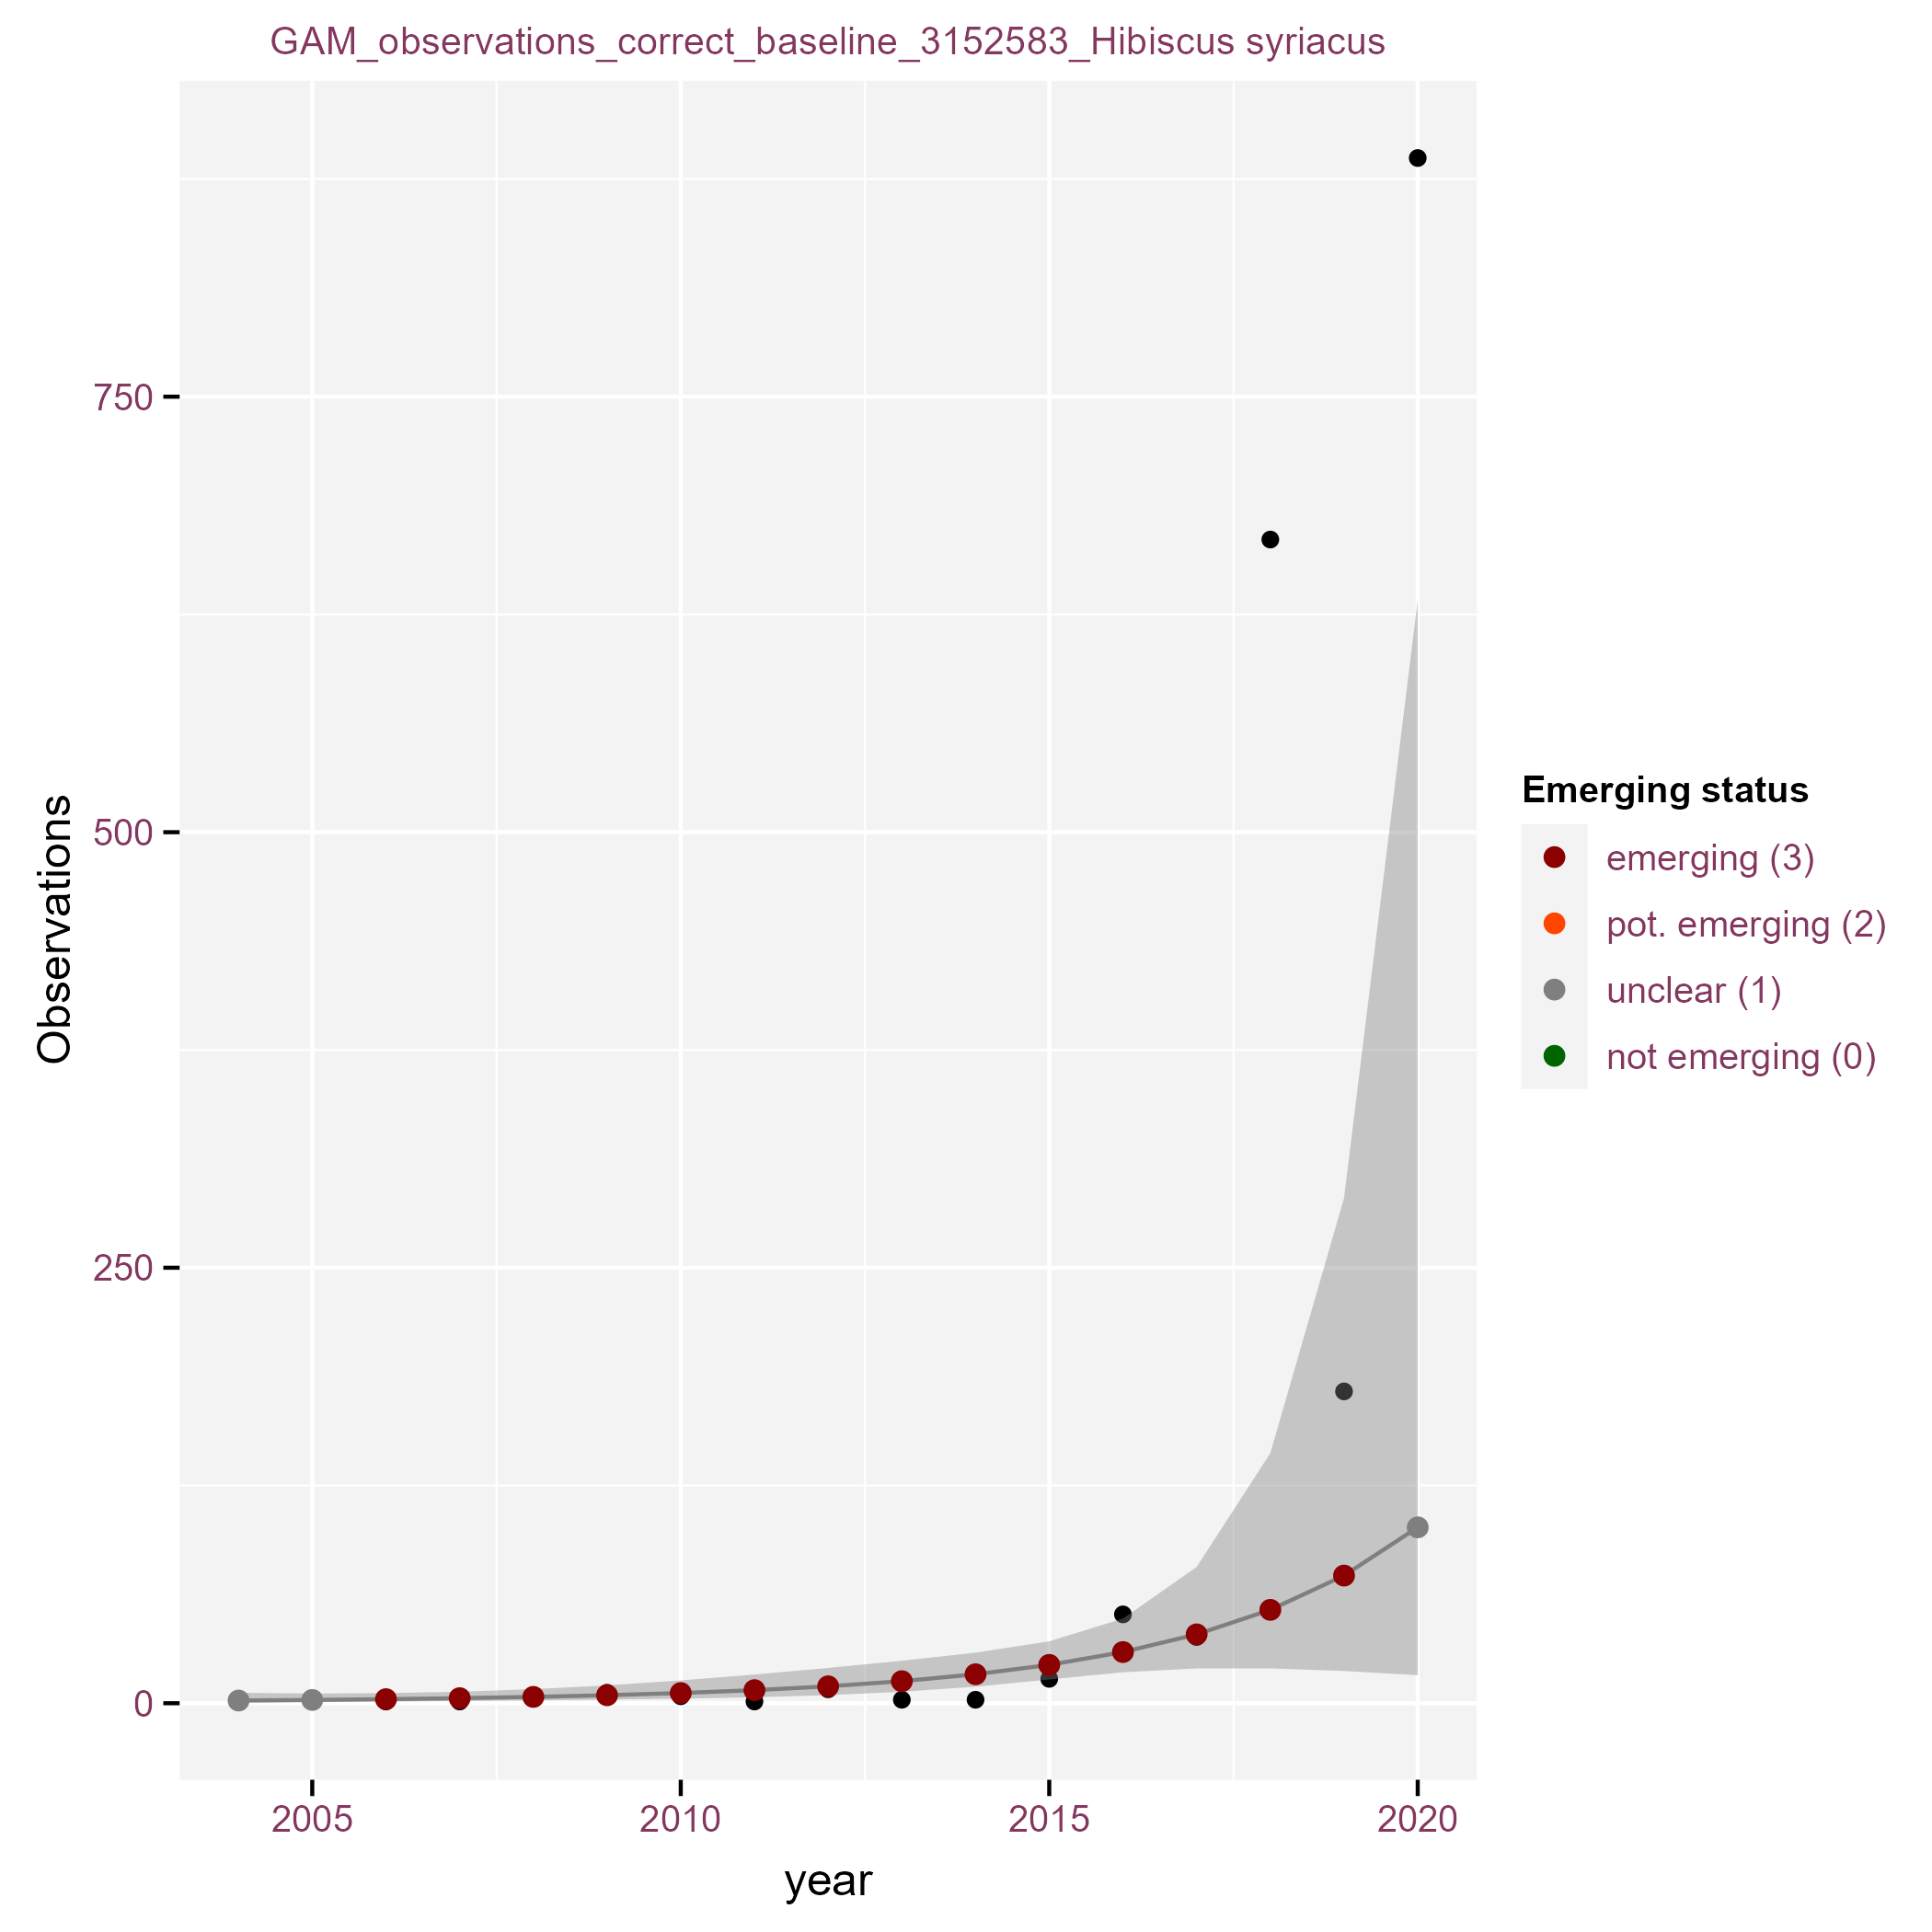 GAM_observations_correct_baseline_3152583_Hibiscus syriacus
750
500
250
0
Observations
2005
2010
2015
2020
year
Emerging status
emerging (3)
pot. emerging (2)
unclear (1)
not emerging (0)